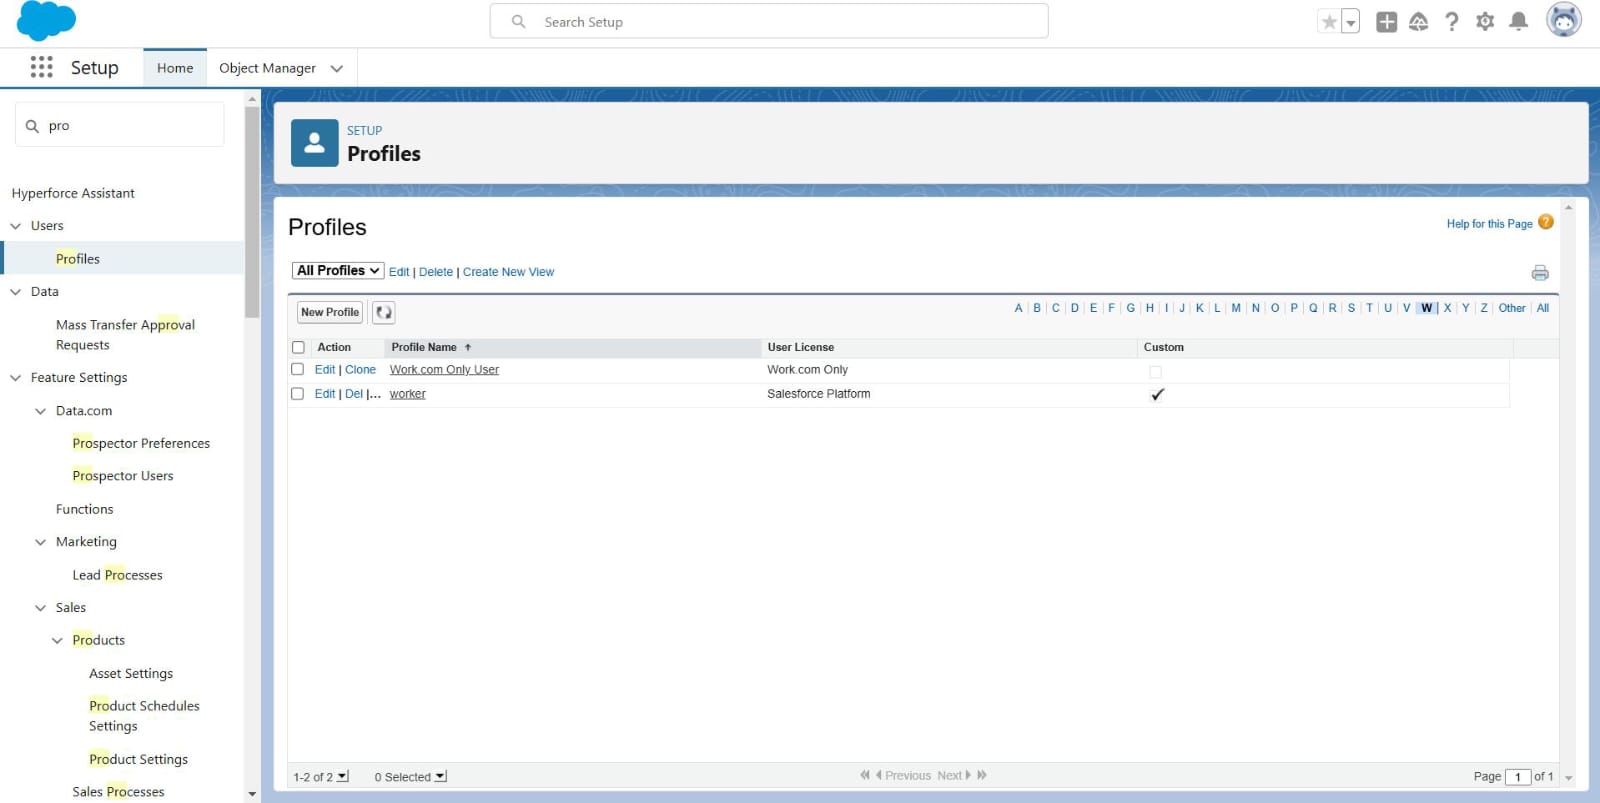 Search Setup
Setup
Home
Object Manager
pro
Hyperforce Assistant
Users
Profiles
Data
Mass Transfer Approval
Requests
Feature Settings
Data.com
Prospector Preferences
Prospector Users
Functions
Marketing
Lead Processes
Sales
Products
Asset Settings
Product Schedules
Settings
Product Settings
Sales Processes
SETUP
Profiles
Profiles
Help for this Page ?
All Profiles Edit | Delete | Create New View
New Profile
A | B | C | D | E | F | G | H | I | J | K | L | M | N | O | P | Q | R | S | T | U | V | W | X | Y | Z | Other | All
Action Profile Name ↑ User License Custom
Edit | Clone Work.com Only User Work.com Only
Edit | Del |... worker Salesforce Platform ✓
1-2 of 2 0 Selected Previous Next Page 1 of 1